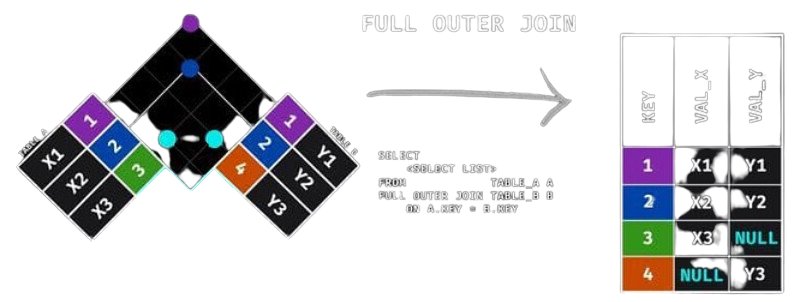 FULL OUTER JOIN
TABLE_A
1
X1
2
X2
3
X3
TABLE_B
1
Y1
2
Y2
4
Y3
SELECT
<SELECT LIST>
FROM TABLE_A A
FULL OUTER JOIN TABLE_B B
ON A.KEY = B.KEY
KEY VAL_X VAL_Y
1 X1 Y1
2 X2 Y2
3 X3 NULL
4 NULL Y3